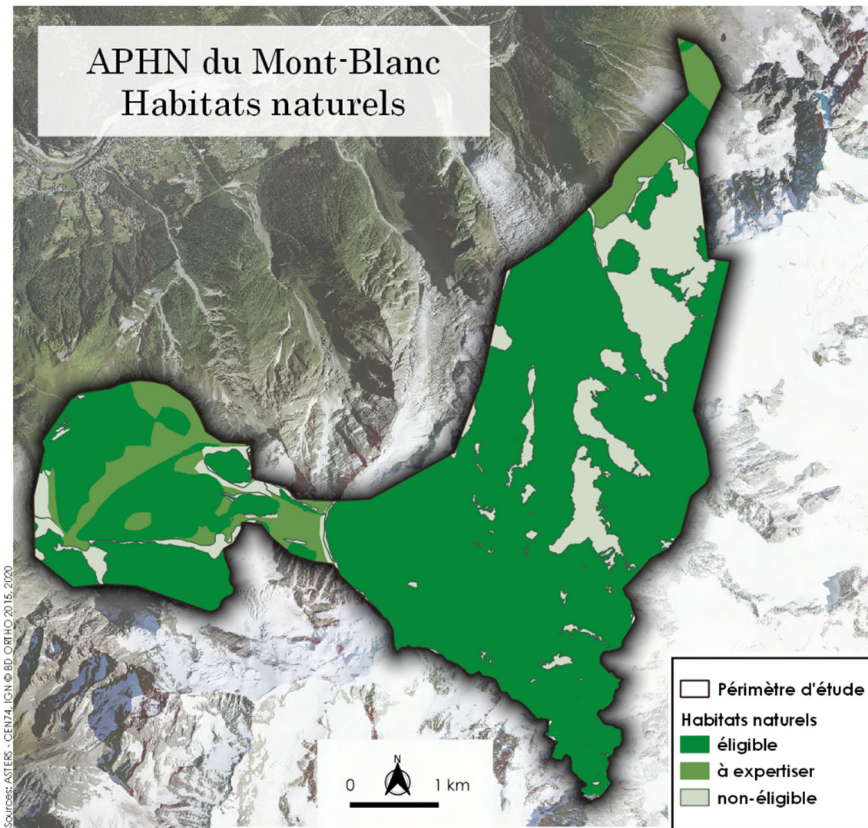 APHN du Mont-Blanc
Habitats naturels
Sources: ASTERS - CEN74, IGN © BD ORTHO 2015, 2020
N
0 1 km
Périmètre d'étude
Habitats naturels
éligible
à expertiser
non-éligible